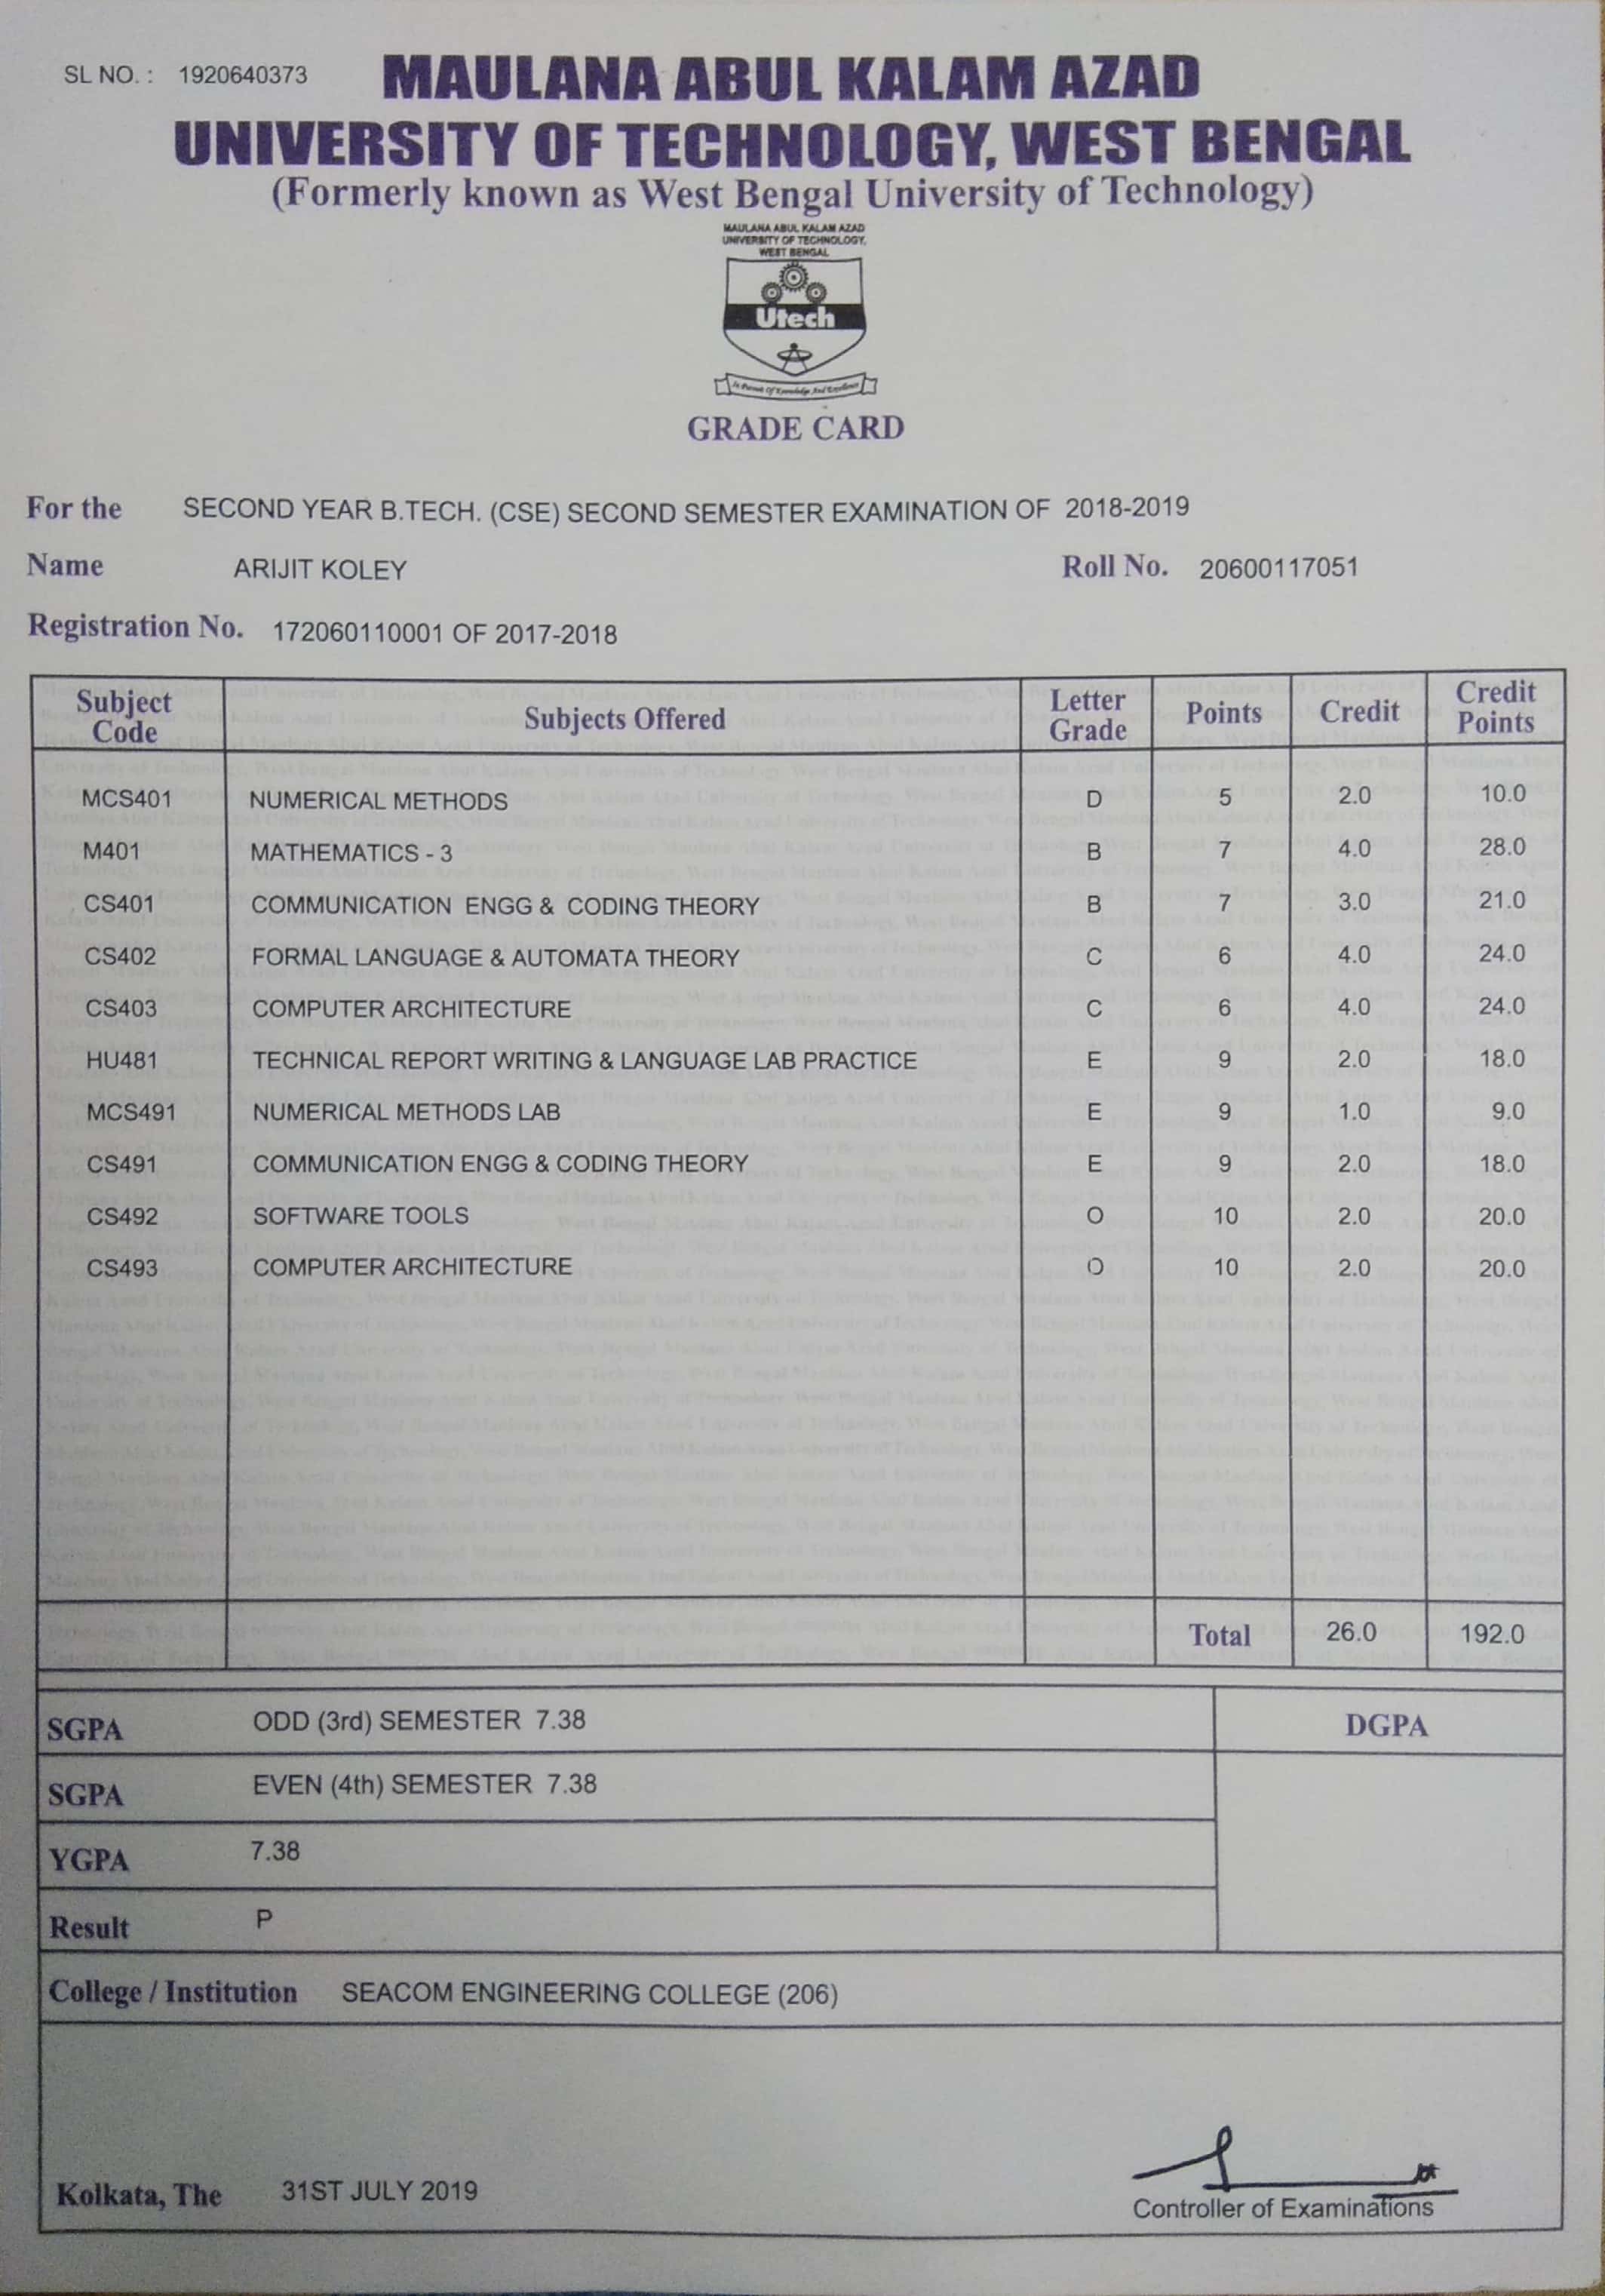 SL NO. : 1920640373
MAULANA ABUL KALAM AZAD
UNIVERSITY OF TECHNOLOGY, WEST BENGAL
(Formerly known as West Bengal University of Technology)
MAULANA ABUL KALAM AZAD
UNIVERSITY OF TECHNOLOGY,
WEST BENGAL
Utech
In Pursuit Of Knowledge And Excellence
GRADE CARD
For the SECOND YEAR B.TECH. (CSE) SECOND SEMESTER EXAMINATION OF 2018-2019
Name ARIJIT KOLEY Roll No. 20600117051
Registration No. 172060110001 OF 2017-2018
Subject Code Subjects Offered Letter Grade Points Credit Credit Points
MCS401 NUMERICAL METHODS D 5 2.0 10.0
M401 MATHEMATICS - 3 B 7 4.0 28.0
CS401 COMMUNICATION ENGG & CODING THEORY B 7 3.0 21.0
CS402 FORMAL LANGUAGE & AUTOMATA THEORY C 6 4.0 24.0
CS403 COMPUTER ARCHITECTURE C 6 4.0 24.0
HU481 TECHNICAL REPORT WRITING & LANGUAGE LAB PRACTICE E 9 2.0 18.0
MCS491 NUMERICAL METHODS LAB E 9 1.0 9.0
CS491 COMMUNICATION ENGG & CODING THEORY E 9 2.0 18.0
CS492 SOFTWARE TOOLS O 10 2.0 20.0
CS493 COMPUTER ARCHITECTURE O 10 2.0 20.0
Total 26.0 192.0
SGPA ODD (3rd) SEMESTER 7.38 DGPA
SGPA EVEN (4th) SEMESTER 7.38
YGPA 7.38
Result P
College / Institution SEACOM ENGINEERING COLLEGE (206)
Kolkata, The 31ST JULY 2019
Controller of Examinations